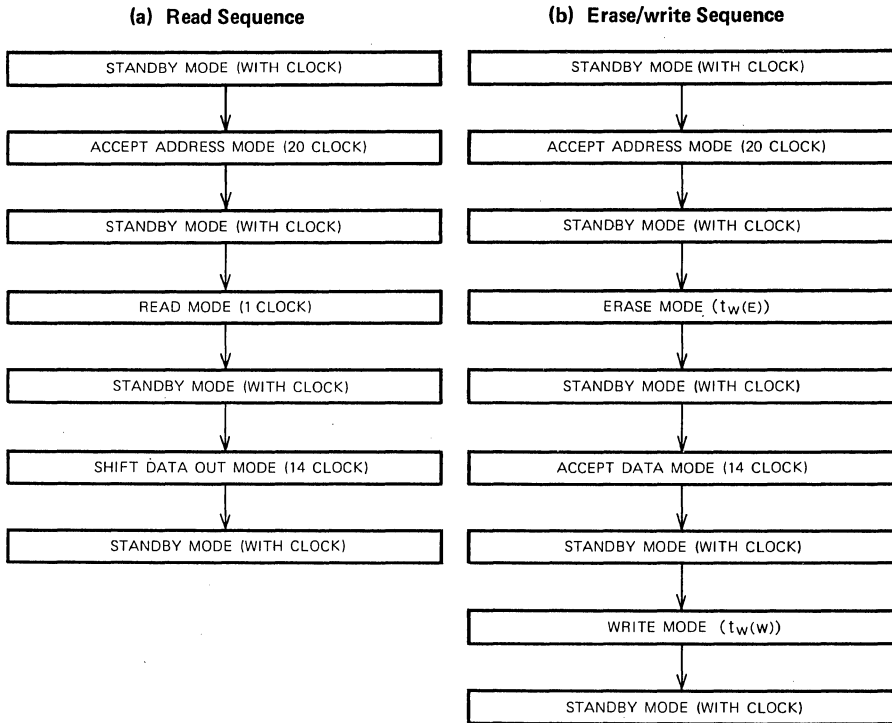 (a) Read Sequence
STANDBY MODE (WITH CLOCK)
ACCEPT ADDRESS MODE (20 CLOCK)
STANDBY MODE (WITH CLOCK)
READ MODE (1 CLOCK)
STANDBY MODE (WITH CLOCK)
SHIFT DATA OUT MODE (14 CLOCK)
STANDBY MODE (WITH CLOCK)
(b) Erase/write Sequence
STANDBY MODE (WITH CLOCK)
ACCEPT ADDRESS MODE (20 CLOCK)
STANDBY MODE (WITH CLOCK)
ERASE MODE (tw(E))
STANDBY MODE (WITH CLOCK)
ACCEPT DATA MODE (14 CLOCK)
STANDBY MODE (WITH CLOCK)
WRITE MODE (tw(W))
STANDBY MODE (WITH CLOCK)